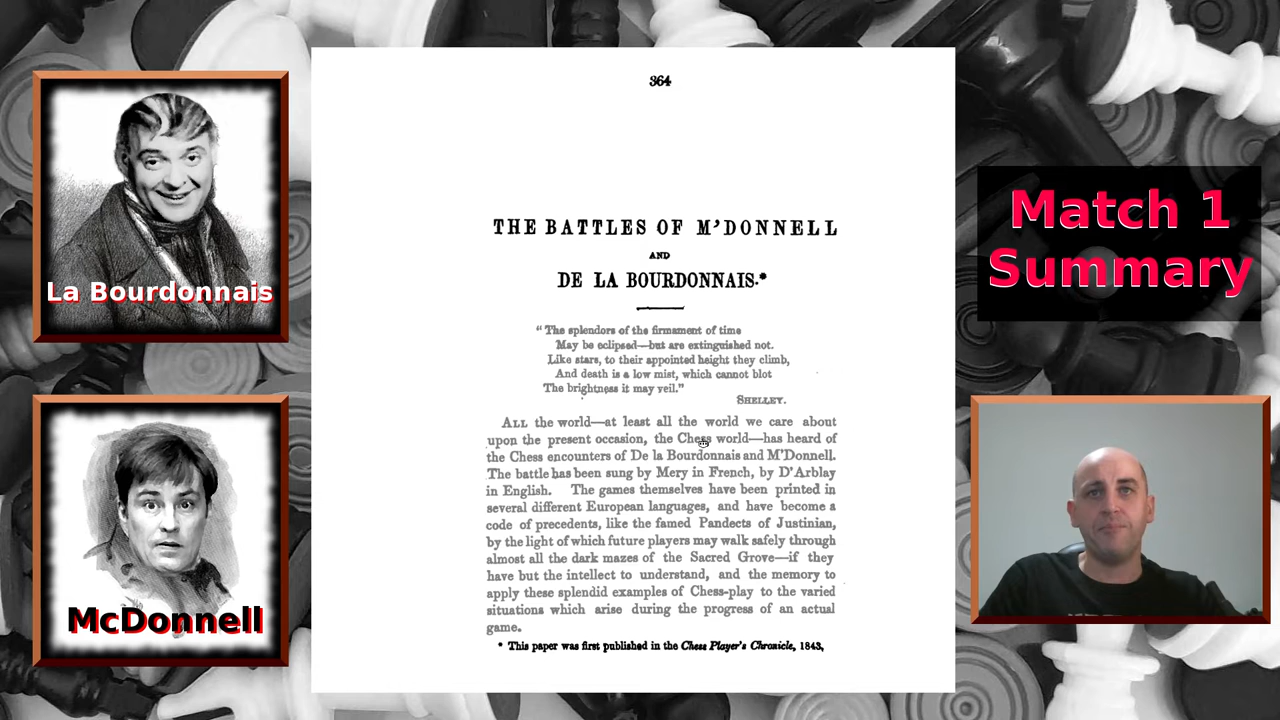 La Bourdonnais
McDonnell
364
THE BATTLES OF M'DONNELL
AND
DE LA BOURDONNAIS.*
“ The splendors of the firmament of time
May be eclipsed—but are extinguished not.
Like stars, to their appointed height they climb,
And death is a low mist, which cannot blot
The brightness it may veil.”
SHELLEY.
ALL the world—at least all the world we care about
upon the present occasion, the Chess world—has heard of
the Chess encounters of De la Bourdonnais and M'Donnell.
The battle has been sung by Mery in French, by D'Arblay
in English. The games themselves have been printed in
several different European languages, and have become a
code of precedents, like the famed Pandects of Justinian,
by the light of which future players may walk safely through
almost all the dark mazes of the Sacred Grove—if they
have but the intellect to understand, and the memory to
apply these splendid examples of Chess-play to the varied
situations which arise during the progress of an actual
game.
* This paper was first published in the Chess Player's Chronicle, 1843,
Match 1
Summary